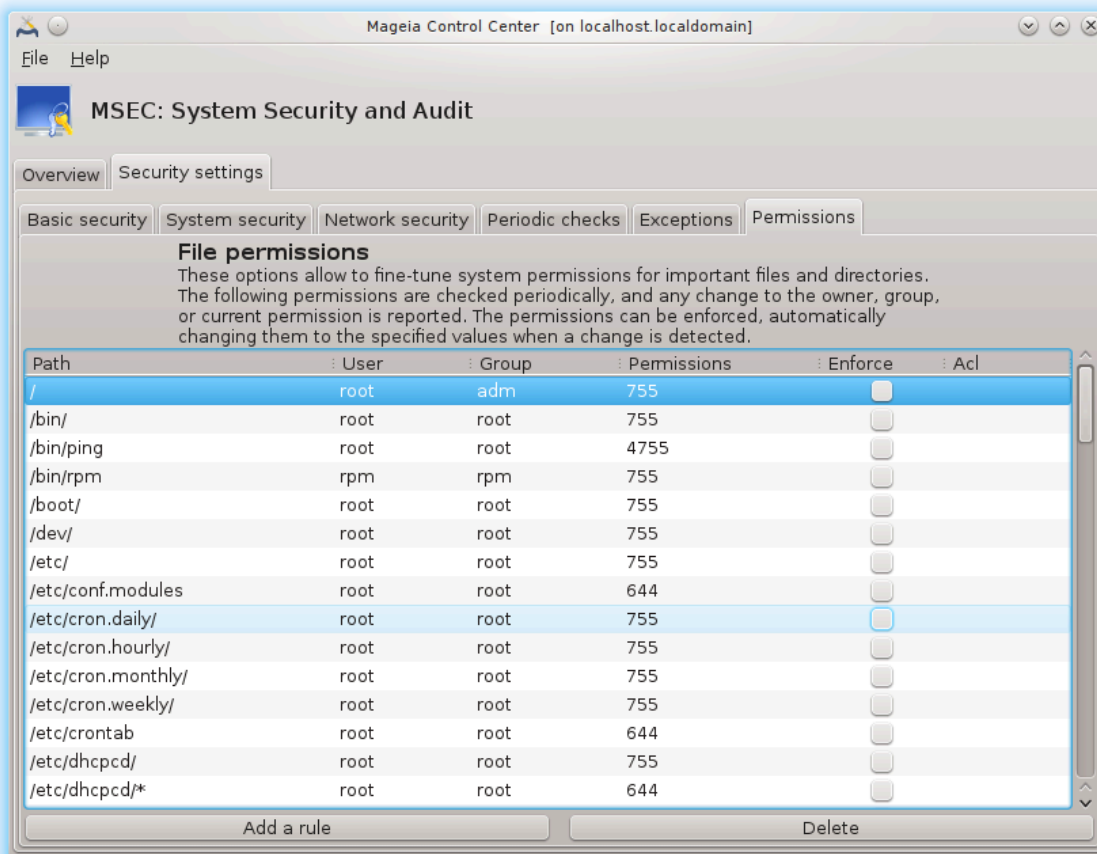 Mageia Control Center [on localhost.localdomain]
File Help
MSEC: System Security and Audit
Overview Security settings
Basic security System security Network security Periodic checks Exceptions Permissions
File permissions
These options allow to fine-tune system permissions for important files and directories.
The following permissions are checked periodically, and any change to the owner, group,
or current permission is reported. The permissions can be enforced, automatically
changing them to the specified values when a change is detected.
Path User Group Permissions Enforce Acl
/ root adm 755
/bin/ root root 755
/bin/ping root root 4755
/bin/rpm rpm rpm 755
/boot/ root root 755
/dev/ root root 755
/etc/ root root 755
/etc/conf.modules root root 644
/etc/cron.daily/ root root 755
/etc/cron.hourly/ root root 755
/etc/cron.monthly/ root root 755
/etc/cron.weekly/ root root 755
/etc/crontab root root 644
/etc/dhcpcd/ root root 755
/etc/dhcpcd/* root root 644
Add a rule Delete